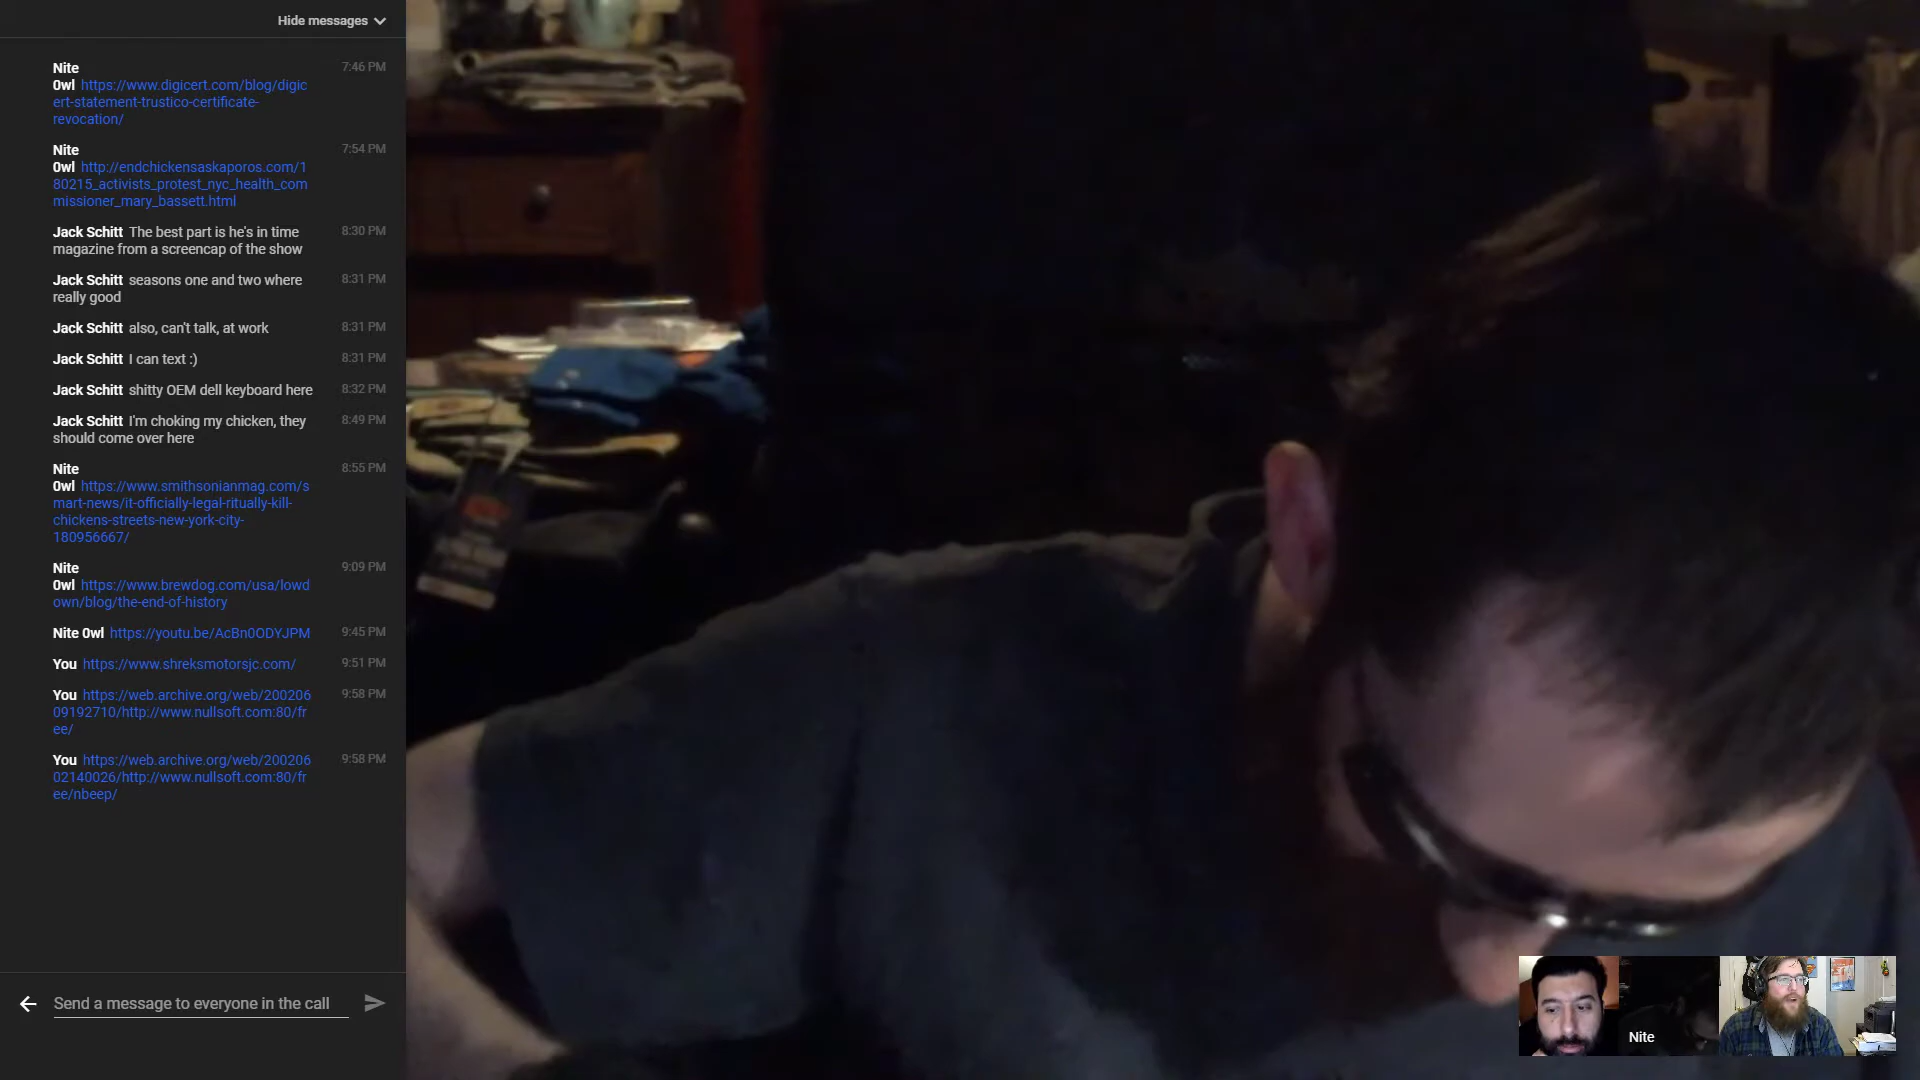 Hide messages
Nite 7:46 PM
0wl https://www.digicert.com/blog/digic
ert-statement-trustico-certificate-
revocation/
Nite 7:54 PM
0wl http://endchickensaskaporos.com/1
80215_activists_protest_nyc_health_com
missioner_mary_bassett.html
Jack Schitt The best part is he's in time 8:30 PM
magazine from a screencap of the show
Jack Schitt seasons one and two where 8:31 PM
really good
Jack Schitt also, can't talk, at work 8:31 PM
Jack Schitt I can text :) 8:31 PM
Jack Schitt shitty OEM dell keyboard here 8:32 PM
Jack Schitt I'm choking my chicken, they 8:49 PM
should come over here
Nite 8:55 PM
0wl https://www.smithsonianmag.com/s
mart-news/it-officially-legal-ritually-kill-
chickens-streets-new-york-city-
180956667/
Nite 9:09 PM
0wl https://www.brewdog.com/usa/lowd
own/blog/the-end-of-history
Nite 0wl https://youtu.be/AcBn0ODYJPM 9:45 PM
You https://www.shreksmotorsjc.com/ 9:51 PM
You https://web.archive.org/web/200206 9:58 PM
09192710/http://www.nullsoft.com:80/fr
ee/
You https://web.archive.org/web/200206 9:58 PM
02140026/http://www.nullsoft.com:80/fr
ee/nbeep/
Send a message to everyone in the call
Nite